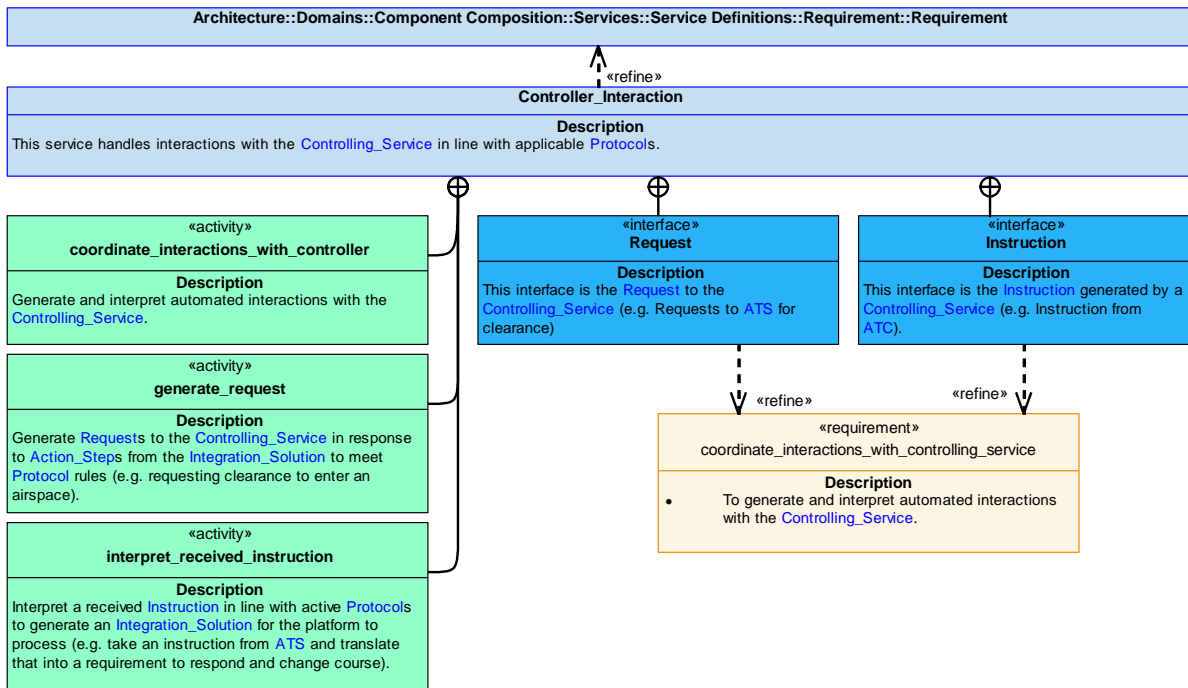 Architecture::Domains::Component Composition::Services::Service Definitions::Requirement::Requirement
«refine»
Controller_Interaction
Description
This service handles interactions with the Controlling_Service in line with applicable Protocols.
«activity»
coordinate_interactions_with_controller
Description
Generate and interpret automated interactions with the
Controlling_Service.
«interface»
Request
Description
This interface is the Request to the
Controlling_Service (e.g. Requests to ATS for
clearance)
«interface»
Instruction
Description
This interface is the Instruction generated by a
Controlling_Service (e.g. Instruction from
ATC).
«activity»
generate_request
Description
Generate Requests to the Controlling_Service in response
to Action_Steps from the Integration_Solution to meet
Protocol rules (e.g. requesting clearance to enter an
airspace).
«refine»
«refine»
«requirement»
coordinate_interactions_with_controlling_service
Description
• To generate and interpret automated interactions
with the Controlling_Service.
«activity»
interpret_received_instruction
Description
Interpret a received Instruction in line with active Protocols
to generate an Integration_Solution for the platform to
process (e.g. take an instruction from ATS and translate
that into a requirement to respond and change course).